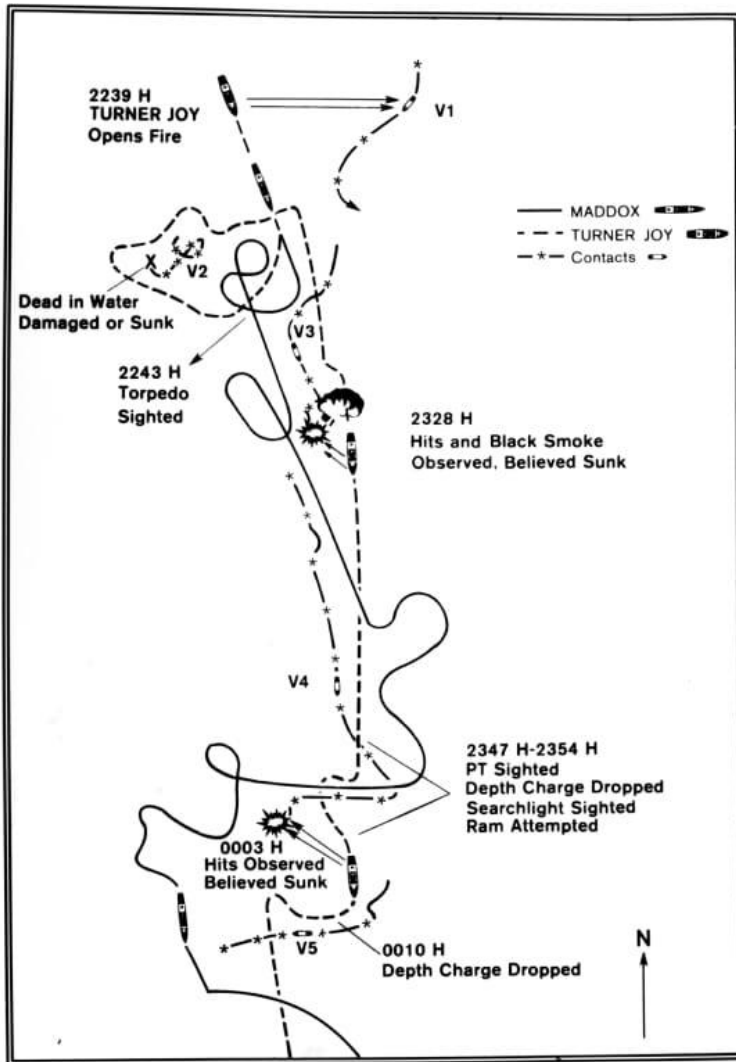 2239 H
TURNER JOY
Opens Fire
V1
MADDOX
TURNER JOY
Contacts
X
V2
Dead in Water
Damaged or Sunk
V3
2243 H
Torpedo
Sighted
2328 H
Hits and Black Smoke
Observed, Believed Sunk
V4
2347 H-2354 H
PT Sighted
Depth Charge Dropped
Searchlight Sighted
Ram Attempted
0003 H
Hits Observed
Believed Sunk
V5
0010 H
Depth Charge Dropped
N